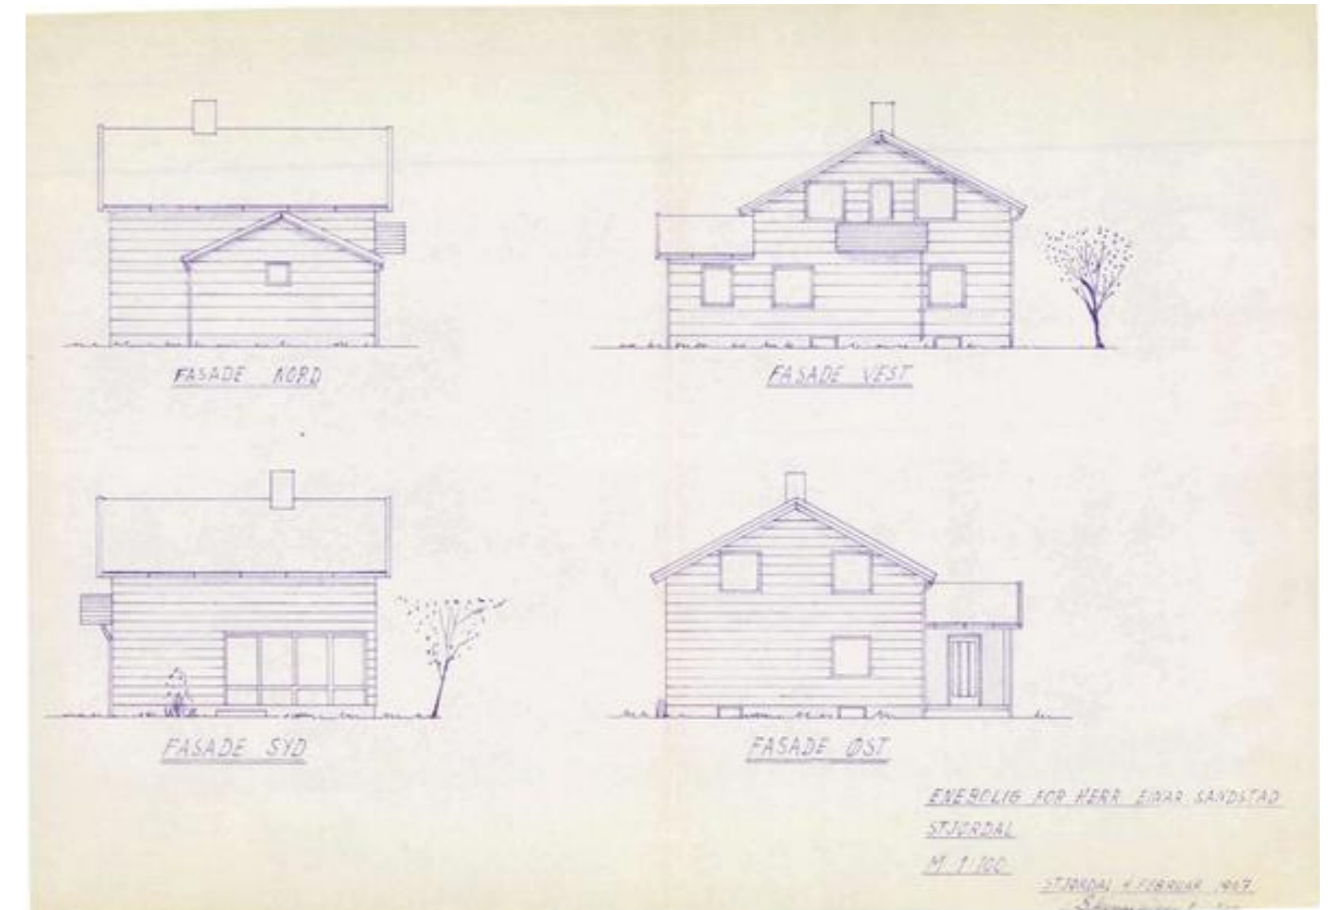 FASADE NORD
FASADE VEST
FASADE SYD
FASADE ØST
ENEBOLIG FOR HERR EINAR SANDSTAD
STJØRDAL
M 1:100
STJØRDAL 4 FEBRUAR 1967